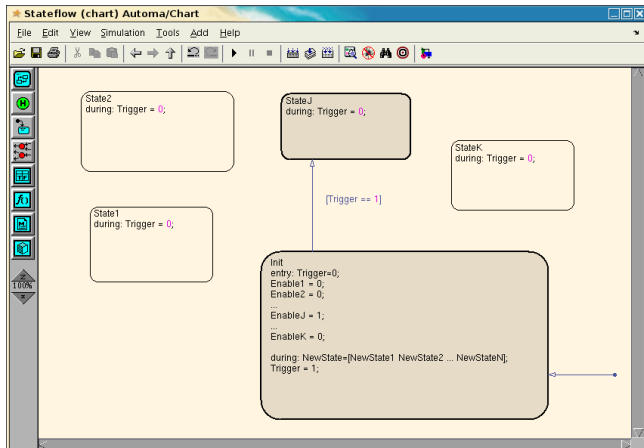 Stateflow (chart) Automa/Chart
File Edit View Simulation Tools Add Help
State2
during: Trigger = 0;
StateJ
during: Trigger = 0;
StateK
during: Trigger = 0;
[Trigger == 1]
State1
during: Trigger = 0;
Init
entry: Trigger=0;
Enable1 = 0;
Enable2 = 0;
...
EnableJ = 1;
...
EnableK = 0;
during: NewState=[NewState1 NewState2 ... NewStateN];
Trigger = 1;
100%